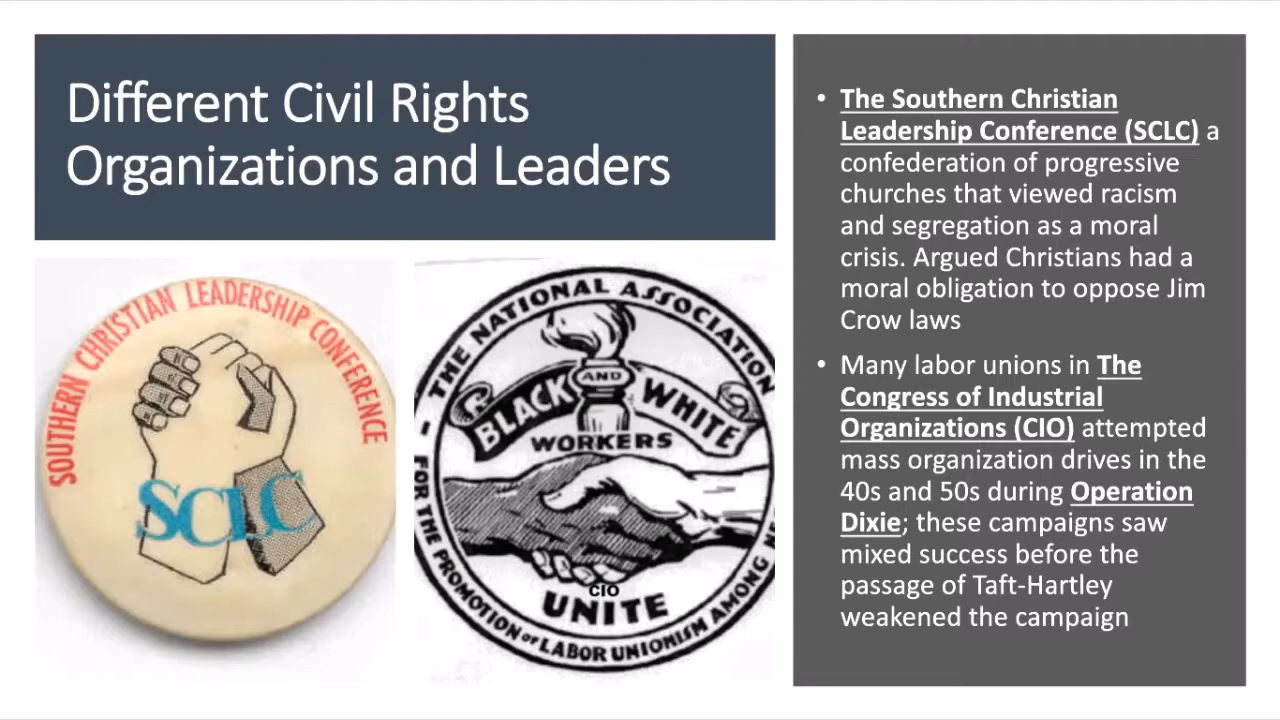 Different Civil Rights
Organizations and Leaders
SOUTHERN CHRISTIAN LEADERSHIP CONFERENCE
SCLC
- THE NATIONAL ASSOCIATION
FOR THE PROMOTION OF LABOR UNIONISM AMONG
BLACK AND WHITE
WORKERS
CIO
UNITE
• The Southern Christian
Leadership Conference (SCLC) a
confederation of progressive
churches that viewed racism
and segregation as a moral
crisis. Argued Christians had a
moral obligation to oppose Jim
Crow laws
• Many labor unions in The
Congress of Industrial
Organizations (CIO) attempted
mass organization drives in the
40s and 50s during Operation
Dixie; these campaigns saw
mixed success before the
passage of Taft-Hartley
weakened the campaign